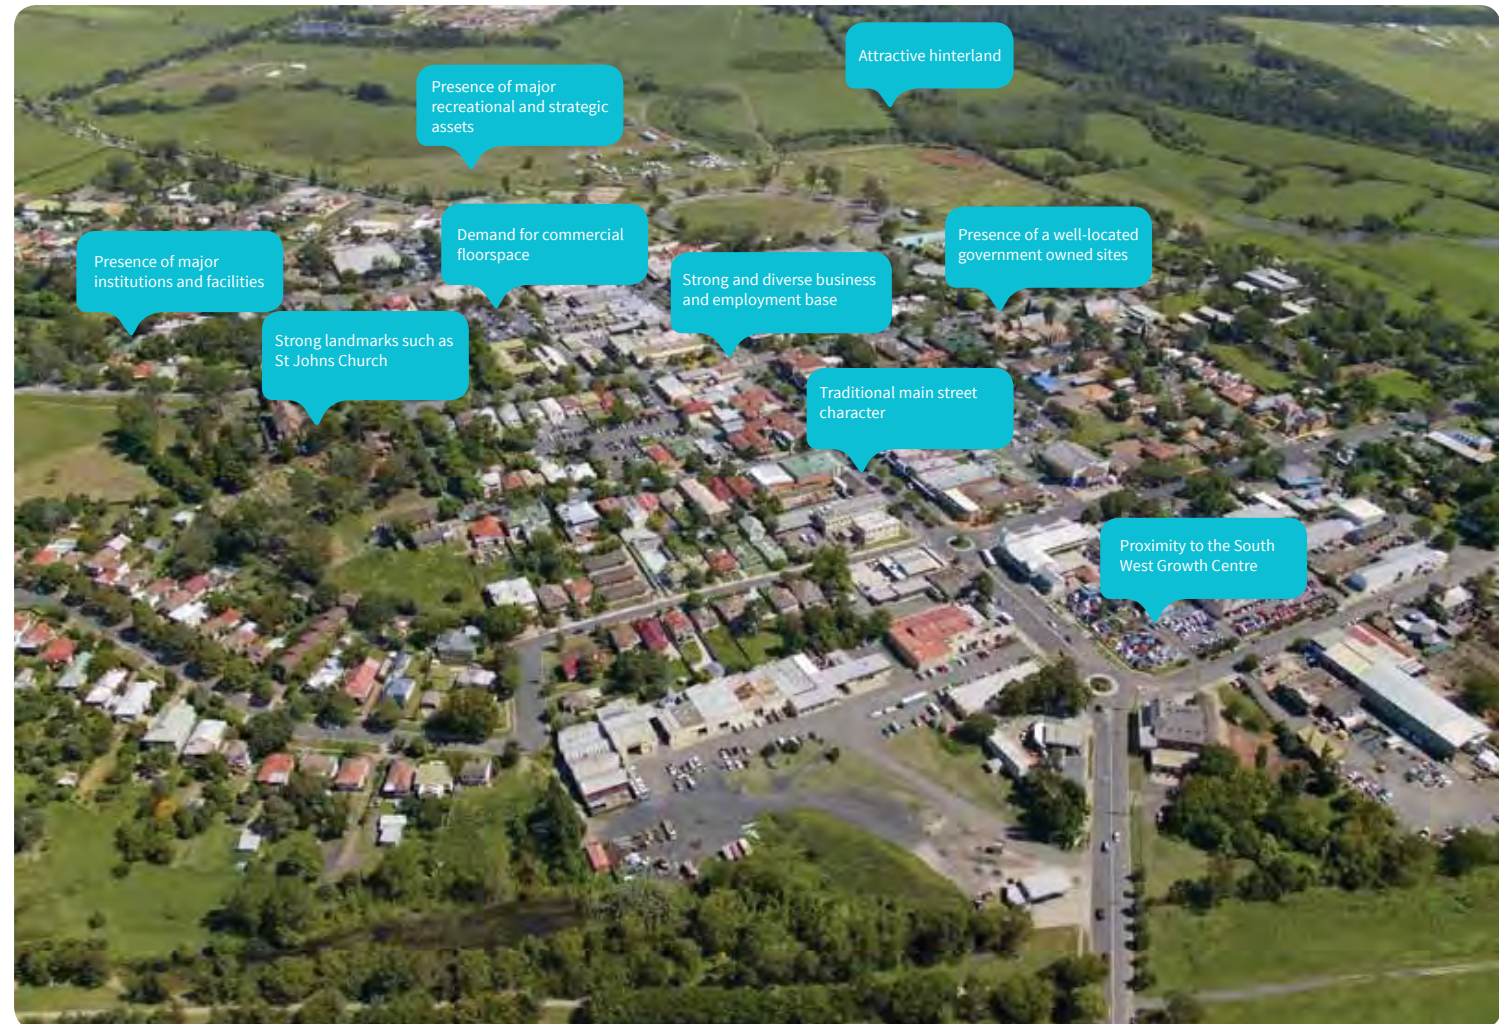 Attractive hinterland
Presence of major
recreational and strategic
assets
Demand for commercial
floorspace
Presence of a well-located
government owned sites
Presence of major
institutions and facilities
Strong and diverse business
and employment base
Strong landmarks such as
St Johns Church
Traditional main street
character
Proximity to the South
West Growth Centre